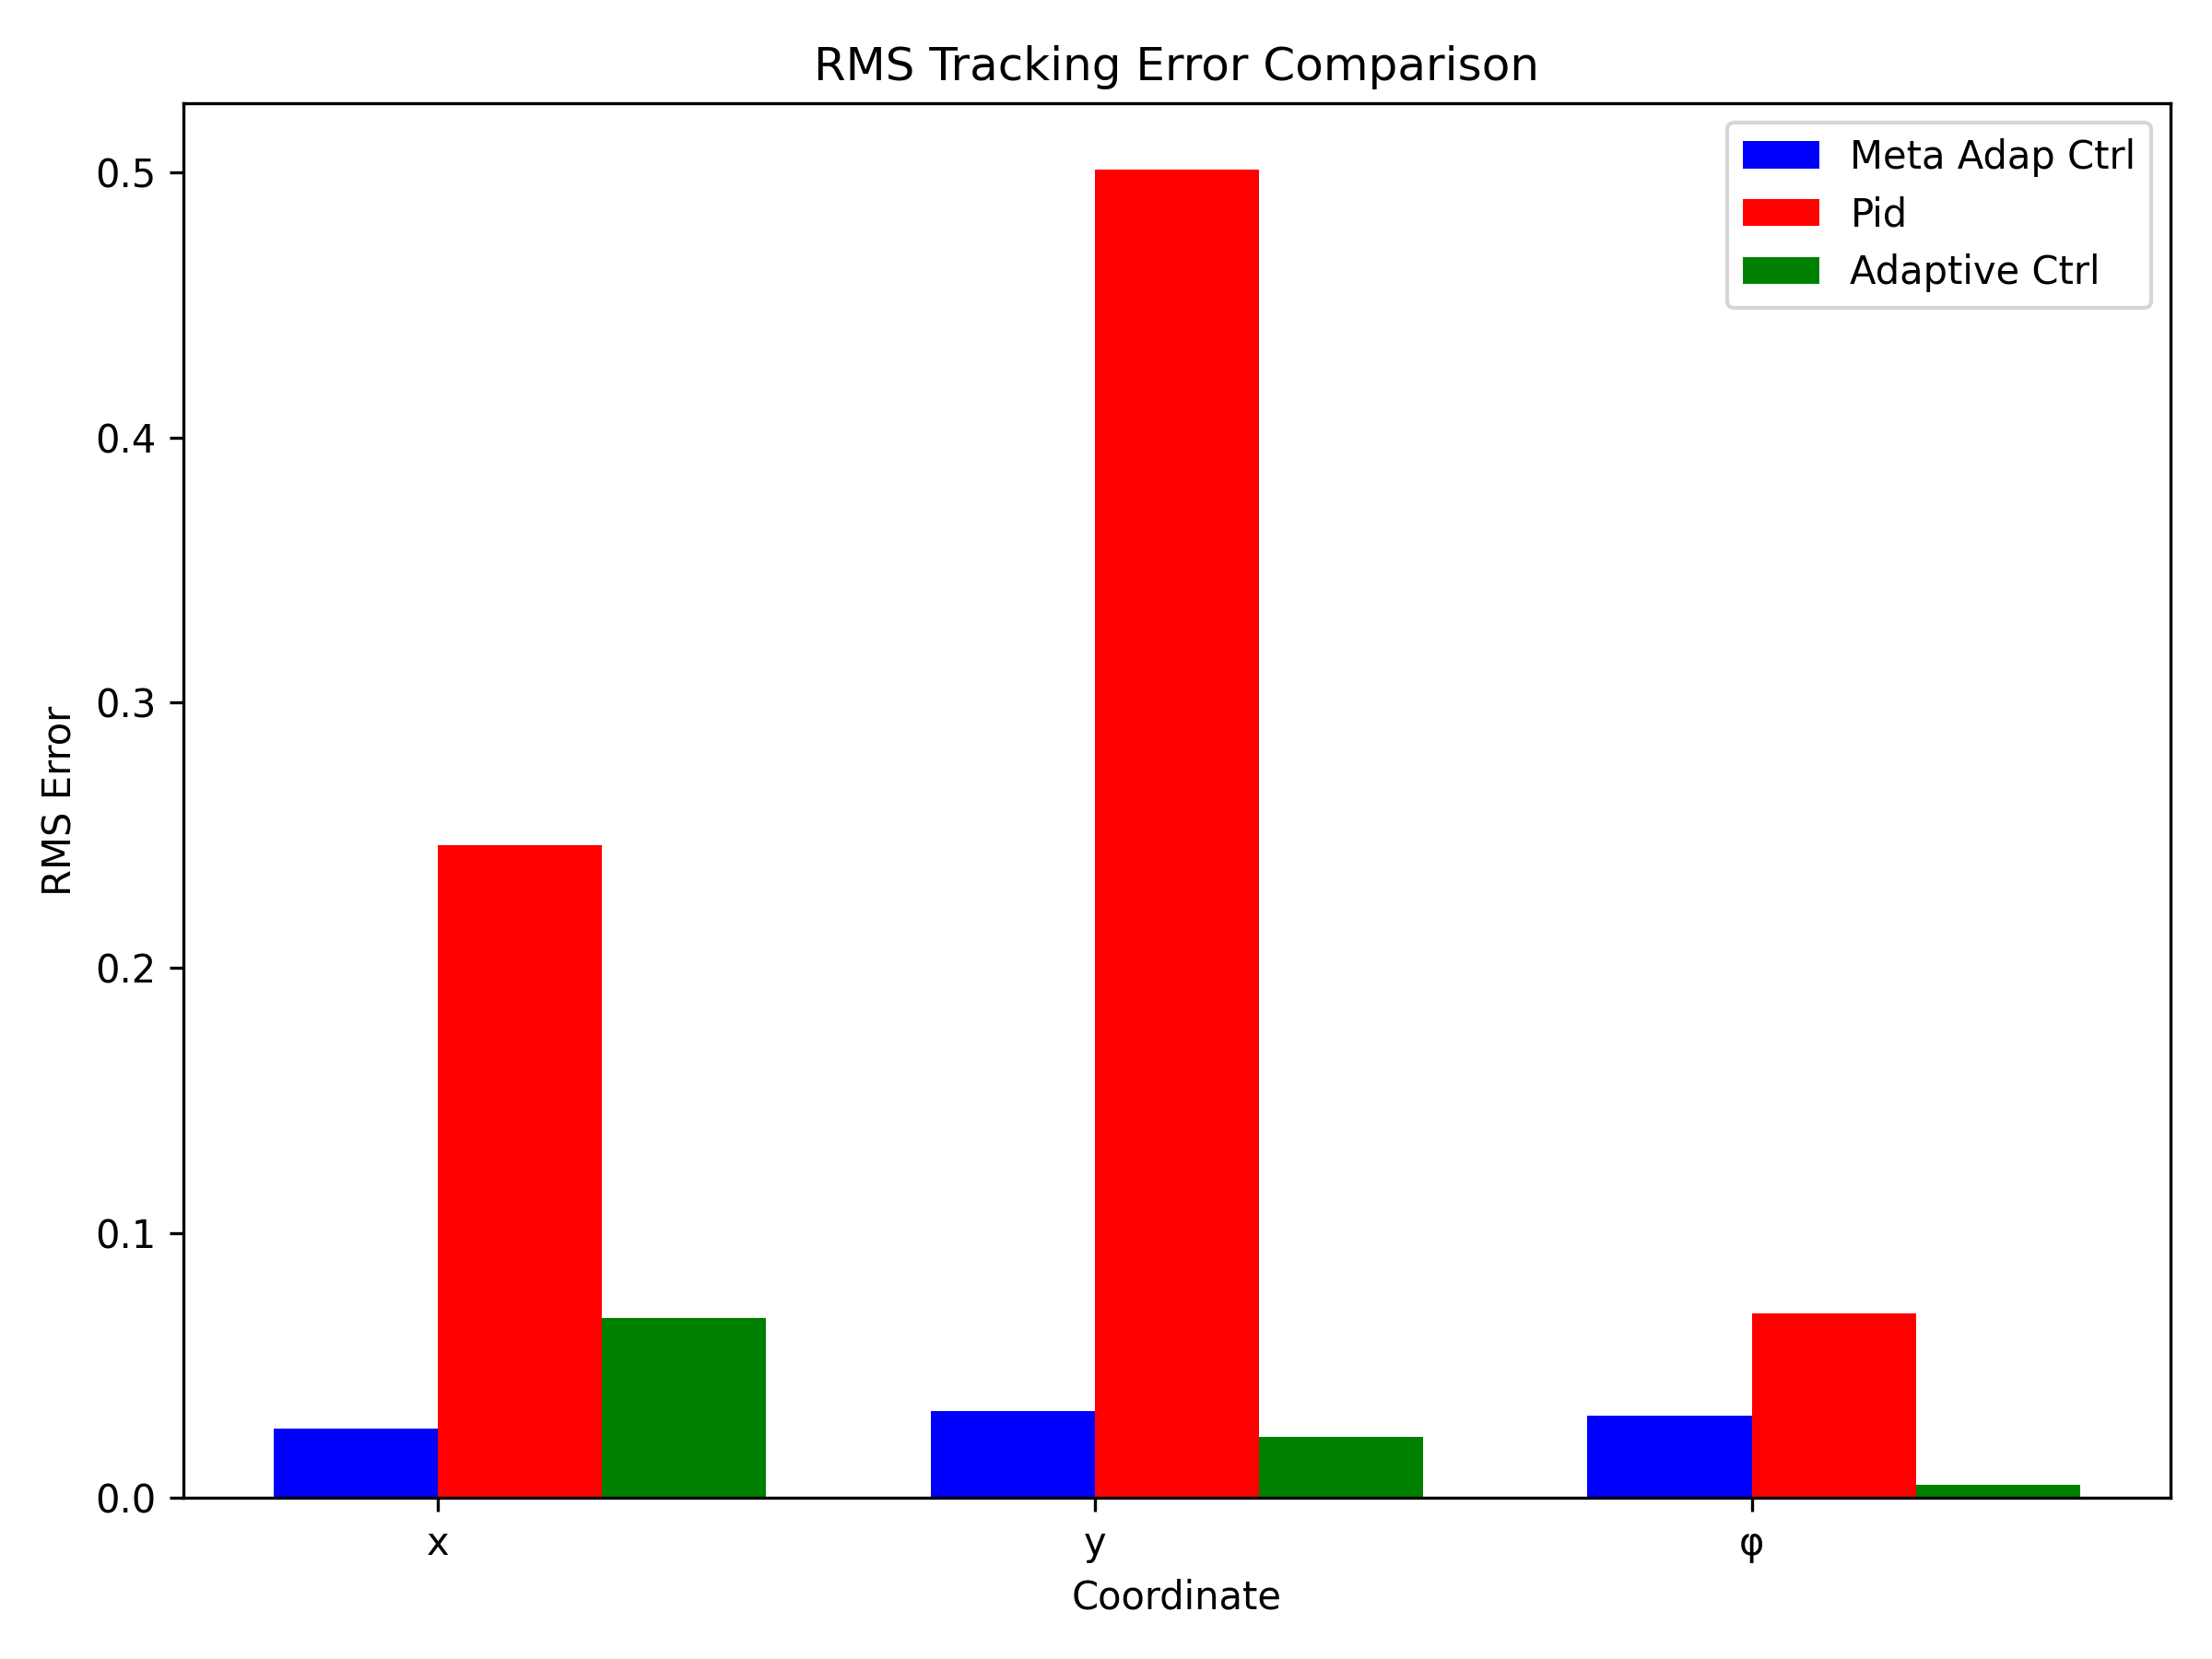 RMS Tracking Error Comparison
Meta Adap Ctrl
Pid
Adaptive Ctrl
RMS Error
0.5
0.4
0.3
0.2
0.1
0.0
x
y
φ
Coordinate